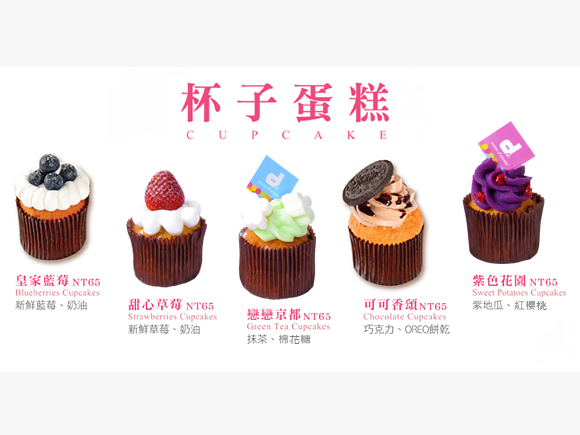 杯子蛋糕
CUPCAKE
皇家藍莓 NT65
Blueberries Cupcakes
新鮮藍莓、奶油
甜心草莓 NT65
Strawberries Cupcakes
新鮮草莓、奶油
戀戀京都 NT65
Green Tea Cupcakes
抹茶、棉花糖
可可香頌 NT65
Chocolate Cupcakes
巧克力、OREO餅乾
紫色花園 NT65
Sweet Potatoes Cupcakes
紫地瓜、紅櫻桃